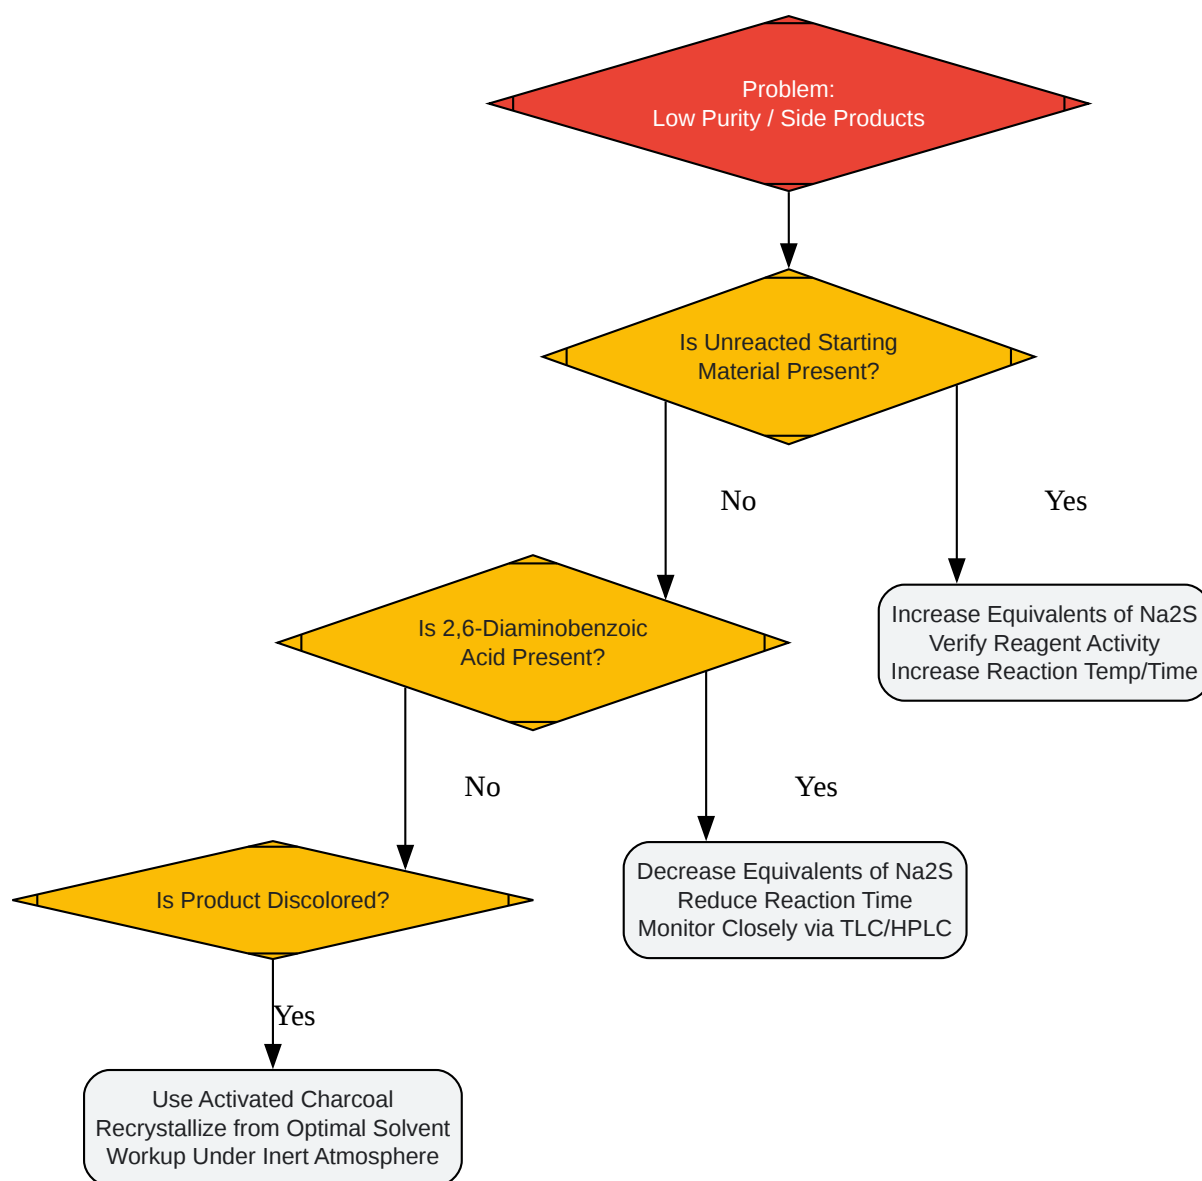 Problem:
Low Purity / Side Products
Is Unreacted Starting
Material Present?
No
Yes
Is 2,6-Diaminobenzoic
Acid Present?
Increase Equivalents of Na2S
Verify Reagent Activity
Increase Reaction Temp/Time
No
Yes
Is Product Discolored?
Decrease Equivalents of Na2S
Reduce Reaction Time
Monitor Closely via TLC/HPLC
Yes
Use Activated Charcoal
Recrystallize from Optimal Solvent
Workup Under Inert Atmosphere